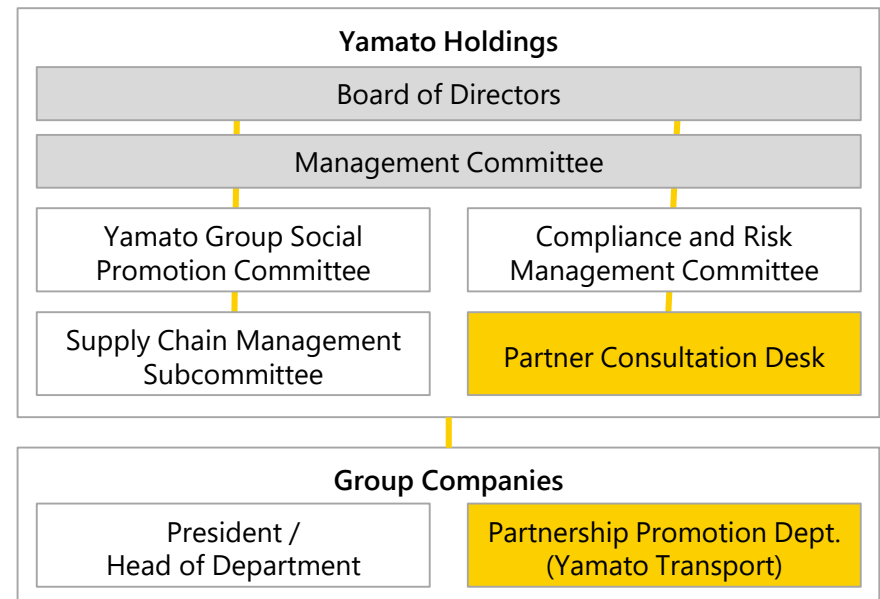 Yamato Holdings
Board of Directors
Management Committee
Yamato Group Social
Promotion Committee
Compliance and Risk
Management Committee
Supply Chain Management
Subcommittee
Partner Consultation Desk
Group Companies
President /
Head of Department
Partnership Promotion Dept.
(Yamato Transport)